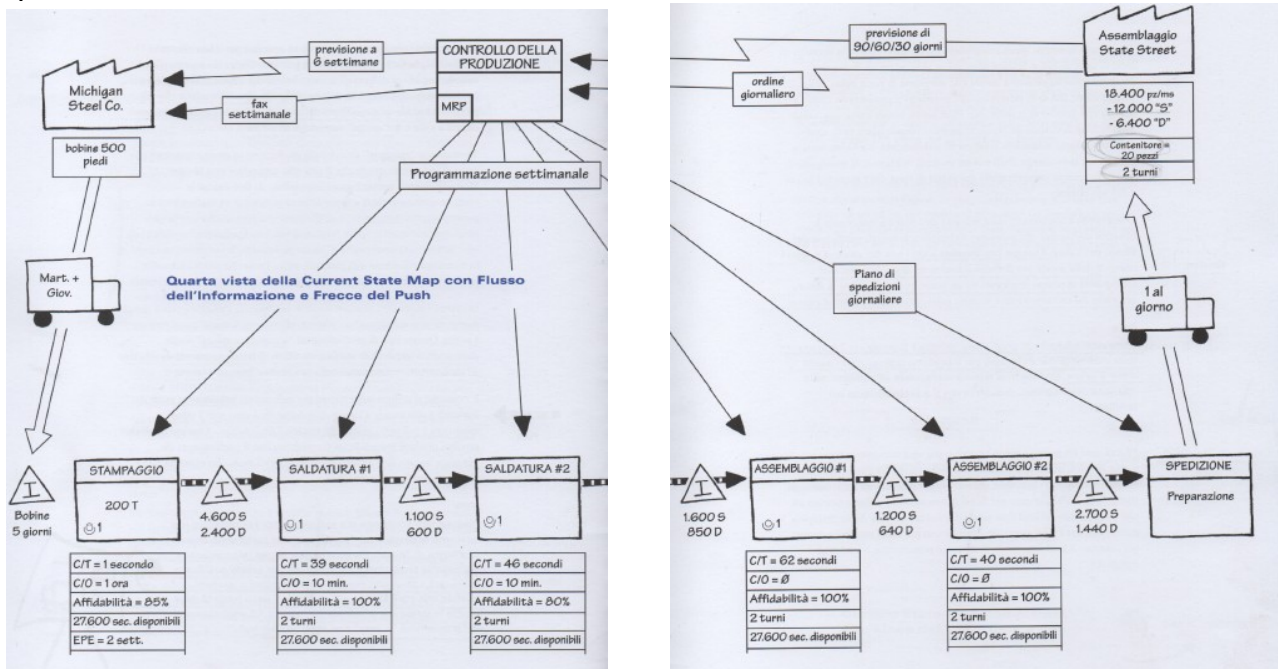 Michigan
Steel Co.
bobine 500
piedi
previsione a
6 settimane
fax
settimanale
CONTROLLO DELLA
PRODUZIONE
MRP
Programmazione settimanale
Mart. +
Giov.
Quarta vista della Current State Map con Flusso
dell'Informazione e Frecce del Push
I
Bobine
5 giorni
STAMPAGGIO
200 T
1
C/T = 1 secondo
C/O = 1 ora
Affidabilità = 85%
27.600 sec. disponibili
EPE = 2 sett.
I
4.600 S
2.400 D
SALDATURA #1
1
C/T = 39 secondi
C/O = 10 min.
Affidabilità = 100%
2 turni
27.600 sec. disponibili
I
1.100 S
600 D
SALDATURA #2
1
C/T = 46 secondi
C/O = 10 min.
Affidabilità = 80%
2 turni
27.600 sec. disponibili
previsione di
90/60/30 giorni
ordine
giornaliero
Assemblaggio
State Street
18.400 pz/ms
- 12.000 "S"
- 6.400 "D"
Contenitore =
20 pezzi
2 turni
Piano di
spedizioni
giornaliere
1 al
giorno
I
1.600 S
850 D
ASSEMBLAGGIO #1
1
C/T = 62 secondi
C/O = Ø
Affidabilità = 100%
2 turni
27.600 sec. disponibili
I
1.200 S
640 D
ASSEMBLAGGIO #2
1
C/T = 40 secondi
C/O = Ø
Affidabilità = 100%
2 turni
27.600 sec. disponibili
I
2.700 S
1.440 D
SPEDIZIONE
Preparazione